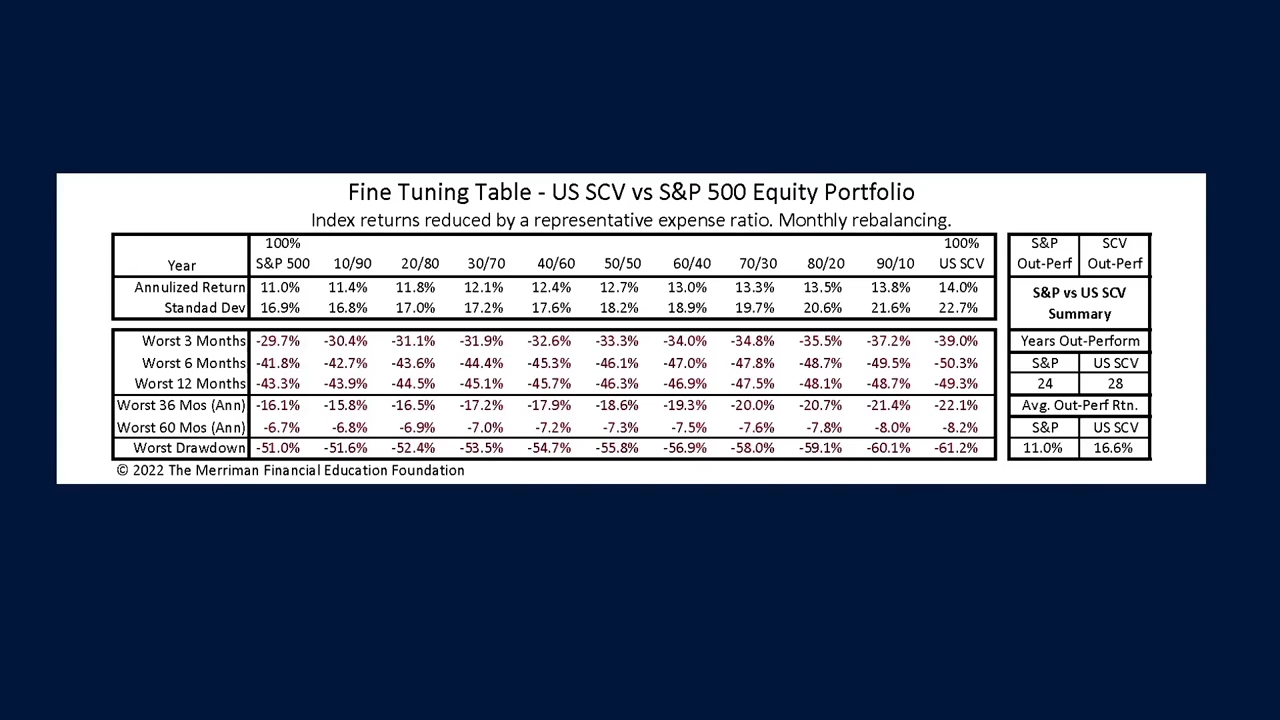 Fine Tuning Table - US SCV vs S&P 500 Equity Portfolio
Index returns reduced by a representative expense ratio. Monthly rebalancing.
100% 100% S&P SCV
Year S&P 500 10/90 20/80 30/70 40/60 50/50 60/40 70/30 80/20 90/10 US SCV Out-Perf Out-Perf
Annulized Return 11.0% 11.4% 11.8% 12.1% 12.4% 12.7% 13.0% 13.3% 13.5% 13.8% 14.0% S&P vs US SCV
Standad Dev 16.9% 16.8% 17.0% 17.2% 17.6% 18.2% 18.9% 19.7% 20.6% 21.6% 22.7% Summary
Worst 3 Months -29.7% -30.4% -31.1% -31.9% -32.6% -33.3% -34.0% -34.8% -35.5% -37.2% -39.0% Years Out-Perform
Worst 6 Months -41.8% -42.7% -43.6% -44.4% -45.3% -46.1% -47.0% -47.8% -48.7% -49.5% -50.3% S&P US SCV
Worst 12 Months -43.3% -43.9% -44.5% -45.1% -45.7% -46.3% -46.9% -47.5% -48.1% -48.7% -49.3% 24 28
Worst 36 Mos (Ann) -16.1% -15.8% -16.5% -17.2% -17.9% -18.6% -19.3% -20.0% -20.7% -21.4% -22.1% Avg. Out-Perf Rtn.
Worst 60 Mos (Ann) -6.7% -6.8% -6.9% -7.0% -7.2% -7.3% -7.5% -7.6% -7.8% -8.0% -8.2% S&P US SCV
Worst Drawdown -51.0% -51.6% -52.4% -53.5% -54.7% -55.8% -56.9% -58.0% -59.1% -60.1% -61.2% 11.0% 16.6%
© 2022 The Merriman Financial Education Foundation